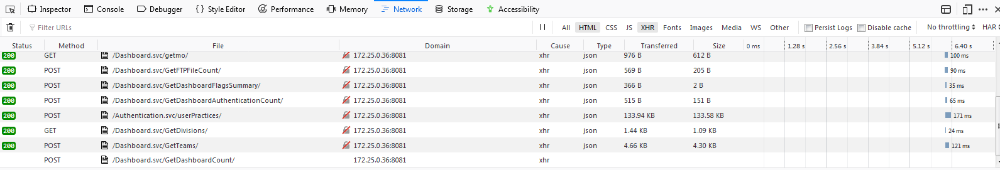 Inspector Console Debugger {} Style Editor Performance Memory Network Storage Accessibility
Filter URLs All HTML CSS JS XHR Fonts Images Media WS Other Persist Logs Disable cache No throttling HAR
Status Method File Domain Cause Type Transferred Size 0 ms 1.28 s 2.56 s 3.84 s 5.12 s 6.40 s
200 GET /Dashboard.svc/getmo/ 172.25.0.36:8081 xhr json 976 B 612 B 100 ms
200 POST /Dashboard.svc/GetFTPFileCount/ 172.25.0.36:8081 xhr json 569 B 205 B 90 ms
200 POST /Dashboard.svc/GetDashboardFlagsSummary/ 172.25.0.36:8081 xhr json 366 B 2 B 35 ms
200 POST /Dashboard.svc/GetDashboardAuthenticationCount/ 172.25.0.36:8081 xhr json 515 B 151 B 65 ms
200 POST /Authentication.svc/userPractices/ 172.25.0.36:8081 xhr json 133.94 KB 133.58 KB 171 ms
200 GET /Dashboard.svc/GetDivisions/ 172.25.0.36:8081 xhr json 1.44 KB 1.09 KB 24 ms
200 POST /Dashboard.svc/GetTeams/ 172.25.0.36:8081 xhr json 4.66 KB 4.30 KB 121 ms
POST /Dashboard.svc/GetDashboardCount/ 172.25.0.36:8081 xhr